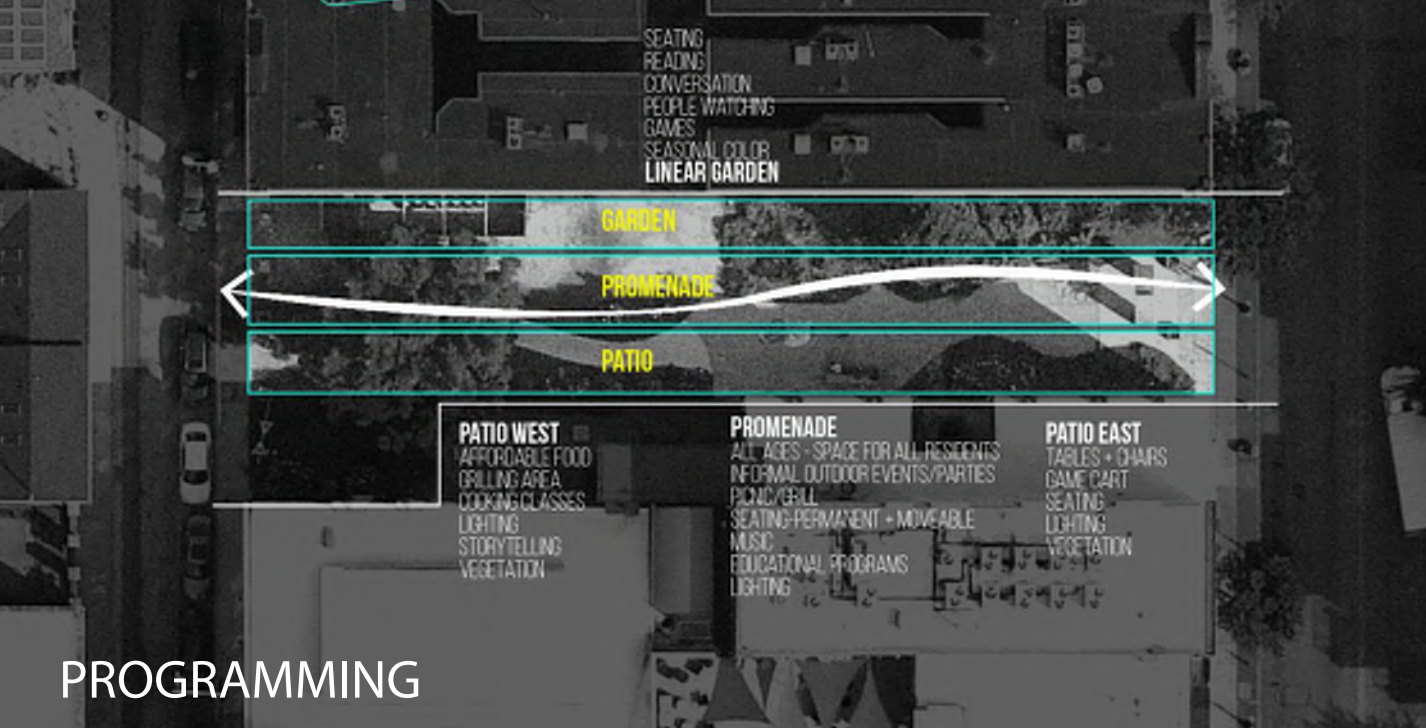 SEATING
READING
CONVERSATION
PEOPLE WATCHING
GAMES
SEASONAL COLOR
LINEAR GARDEN
GARDEN
PROMENADE
PATIO
PATIO WEST
AFFORDABLE FOOD
GRILLING AREA
COOKING CLASSES
LIGHTING
STORYTELLING
VEGETATION
PROMENADE
ALL AGES - SPACE FOR ALL RESIDENTS
INFORMAL OUTDOOR EVENTS/PARTIES
PICNIC/GRILL
SEATING-PERMANENT + MOVEABLE
MUSIC
EDUCATIONAL PROGRAMS
LIGHTING
PATIO EAST
TABLES + CHAIRS
GAME CART
SEATING
LIGHTING
VEGETATION
PROGRAMMING